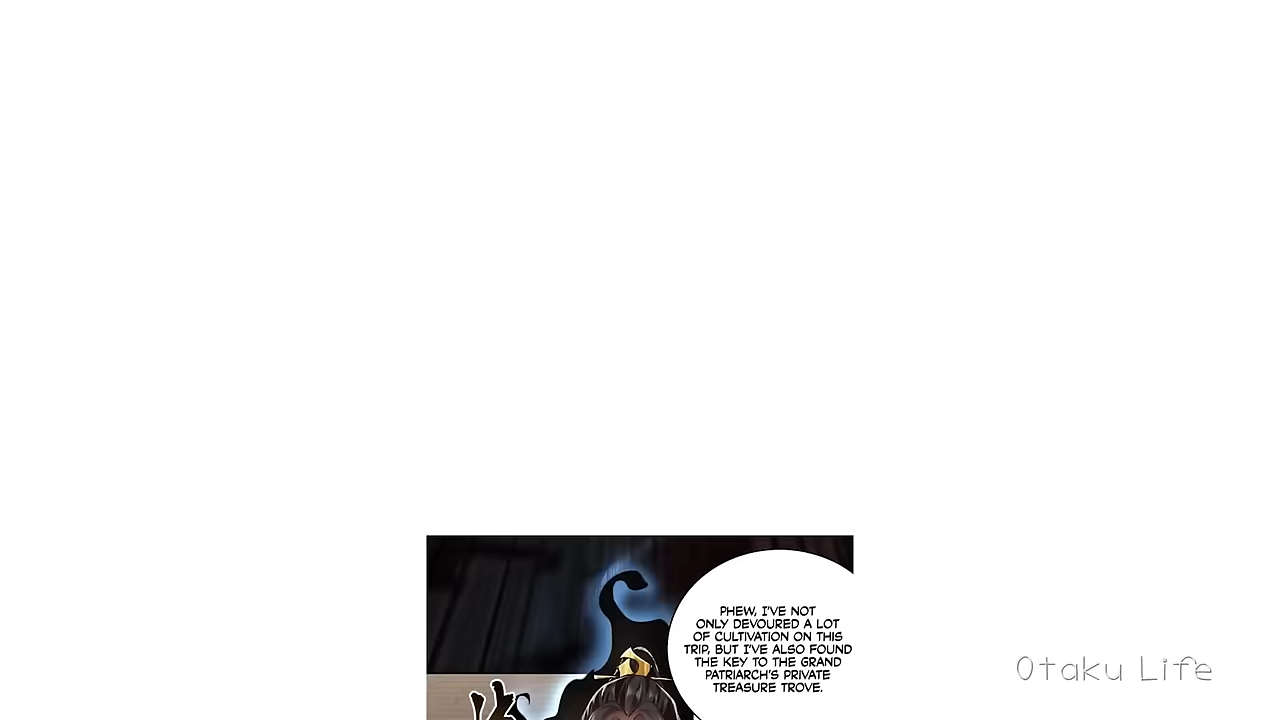 PHEW, I'VE NOT
ONLY DEVOURED A LOT
OF CULTIVATION ON THIS
TRIP, BUT I'VE ALSO FOUND
THE KEY TO THE GRAND
PATRIARCH'S PRIVATE
TREASURE TROVE.
Otaku Life